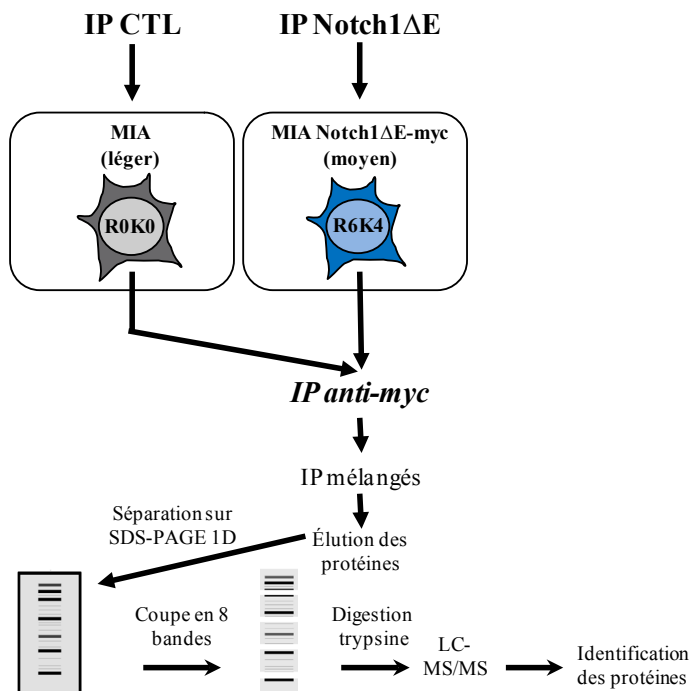 IP CTL
IP Notch1ΔE
MIA
(léger)
R0K0
MIA Notch1ΔE-myc
(moyen)
R6K4
IP anti-myc
IP mélangés
Séparation sur
SDS-PAGE 1D
Élution des
protéines
Coupe en 8
bandes
Digestion
trypsine
LC-
MS/MS
Identification
des protéines